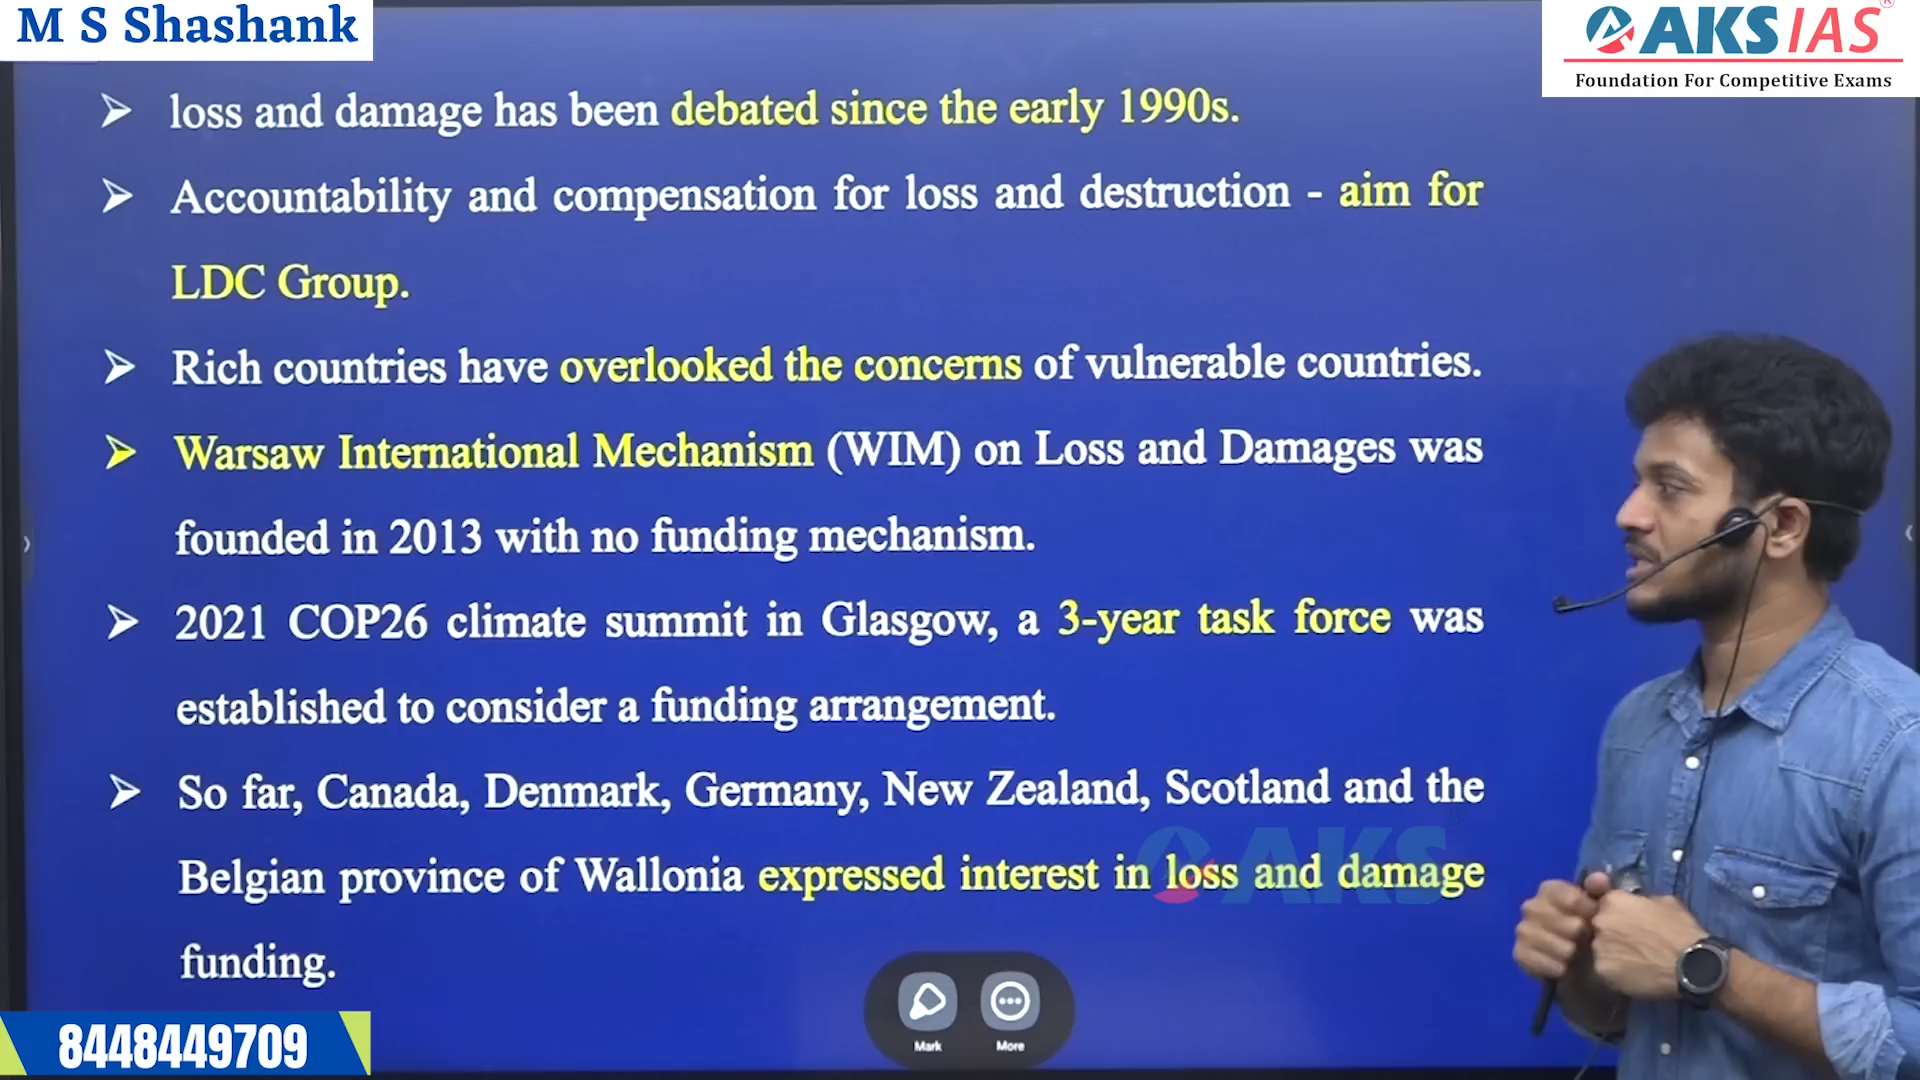 M S Shashank
AKS IAS
R
Foundation For Competitive Exams
loss and damage has been debated since the early 1990s.
Accountability and compensation for loss and destruction - aim for
LDC Group.
Rich countries have overlooked the concerns of vulnerable countries.
Warsaw International Mechanism (WIM) on Loss and Damages was
founded in 2013 with no funding mechanism.
2021 COP26 climate summit in Glasgow, a 3-year task force was
established to consider a funding arrangement.
So far, Canada, Denmark, Germany, New Zealand, Scotland and the
Belgian province of Wallonia expressed interest in loss and damage
funding.
AKS
Mark
More
8448449709